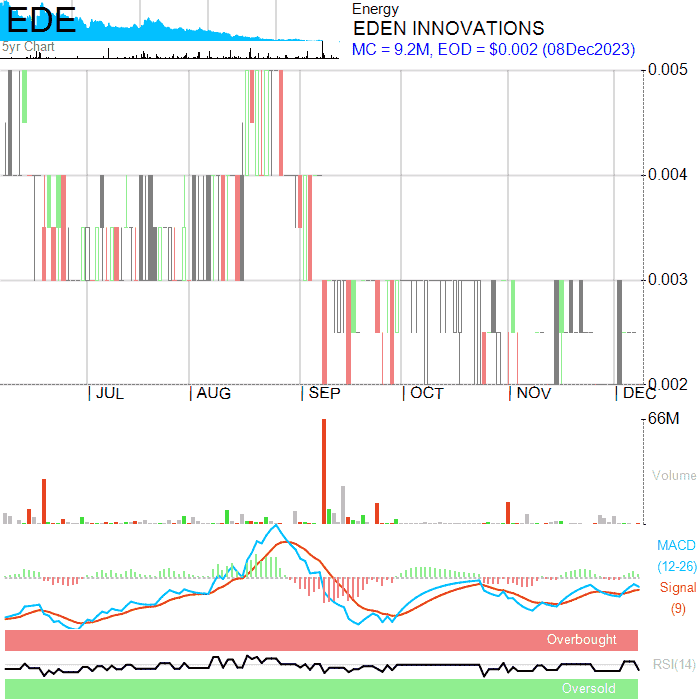 EDE
5yr Chart
Energy
EDEN INNOVATIONS
MC = 9.2M, EOD = $0.002 (08Dec2023)
0.005
0.004
0.003
0.002
JUL AUG SEP OCT NOV DEC
66M
Volume
MACD
(12-26)
Signal
(9)
Overbought
RSI(14)
Oversold